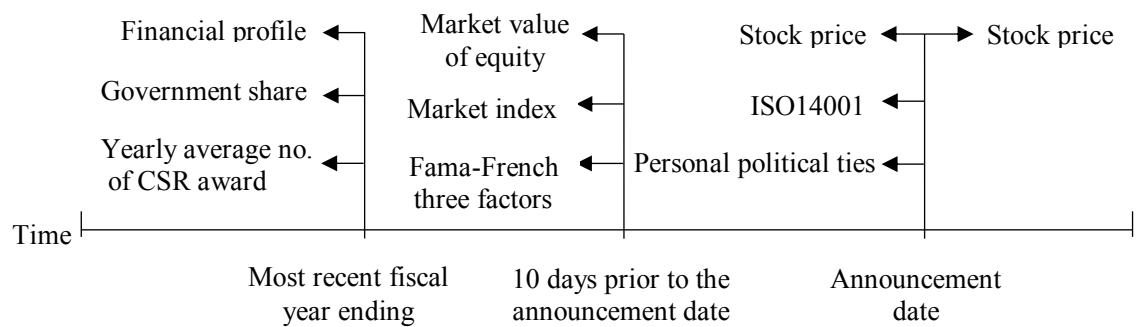 Financial profile
Government share
Yearly average no.
of CSR award
Market value
of equity
Market index
Fama-French
three factors
Stock price
ISO14001
Personal political ties
Stock price
Time
Most recent fiscal
year ending
10 days prior to the
announcement date
Announcement
date